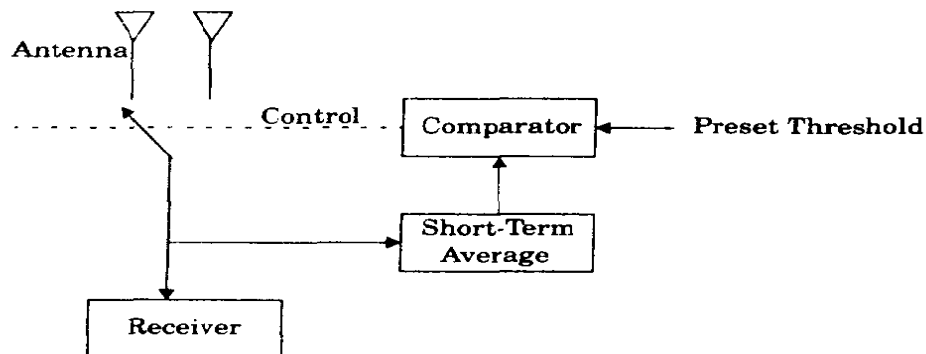 Antenna
Control
Comparator
Preset Threshold
Short-Term
Average
Receiver